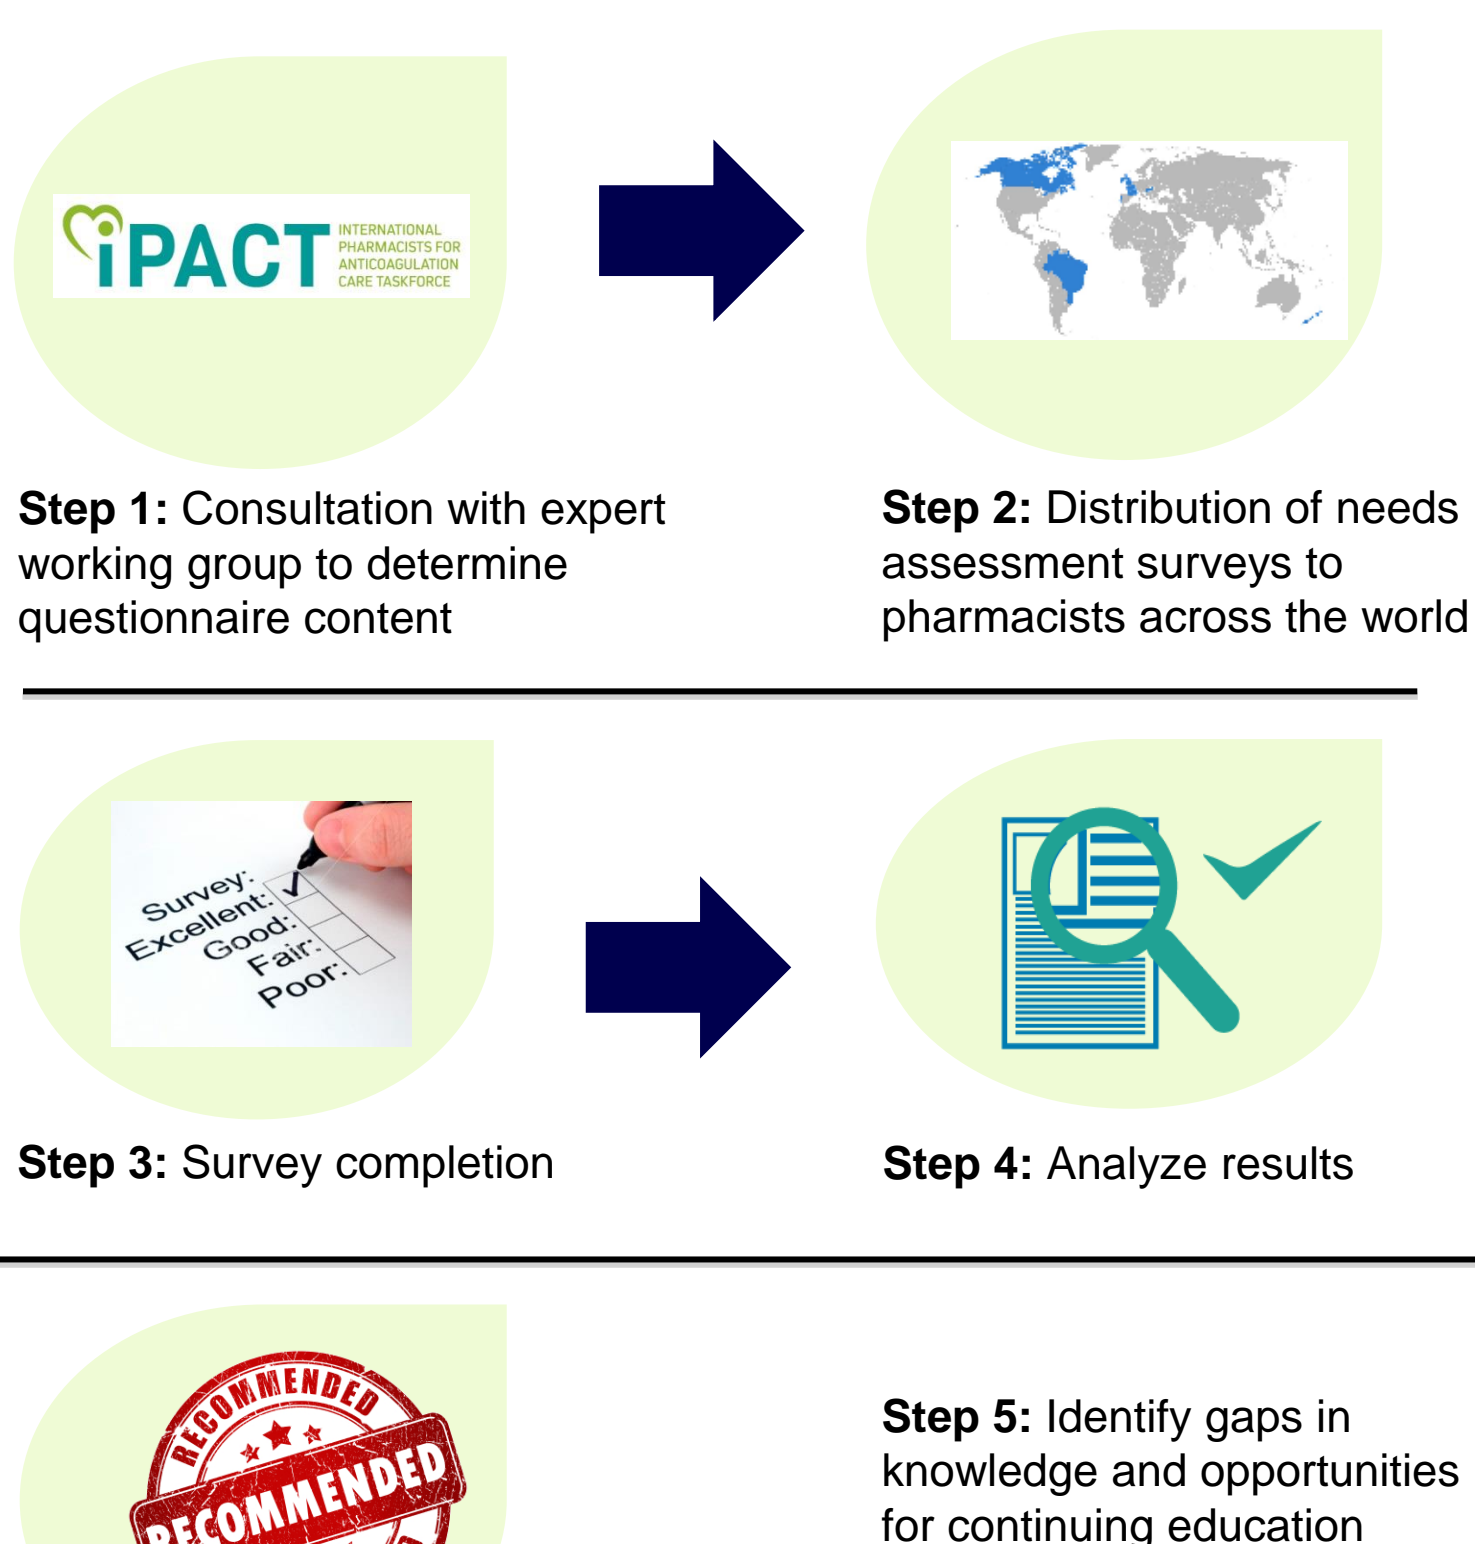 iPACT
INTERNATIONAL
PHARMACISTS FOR
ANTICOAGULATION
CARE TASKFORCE
Step 1: Consultation with expert
working group to determine
questionnaire content
Step 2: Distribution of needs
assessment surveys to
pharmacists across the world
Survey:
Excellent:
Good:
Fair:
Poor:
Step 3: Survey completion
Step 4: Analyze results
RECOMMENDED
RECOMMENDED
Step 5: Identify gaps in
knowledge and opportunities
for continuing education